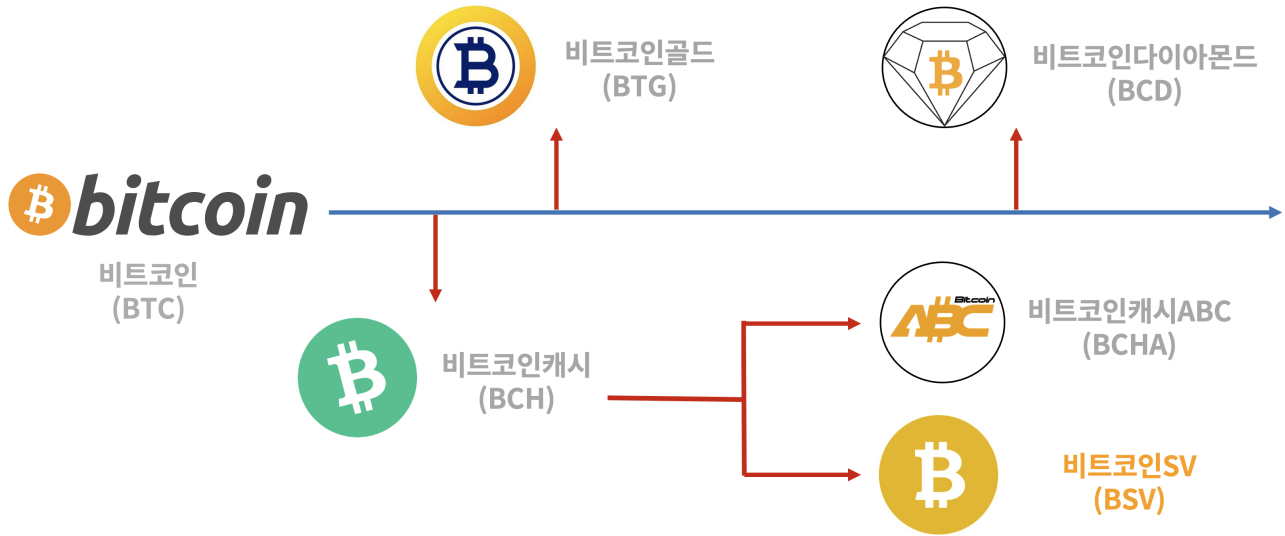 비트코인골드
(BTG)
비트코인다이아몬드
(BCD)
bitcoin
비트코인
(BTC)
비트코인캐시
(BCH)
Bitcoin
ABC
비트코인캐시ABC
(BCHA)
비트코인SV
(BSV)